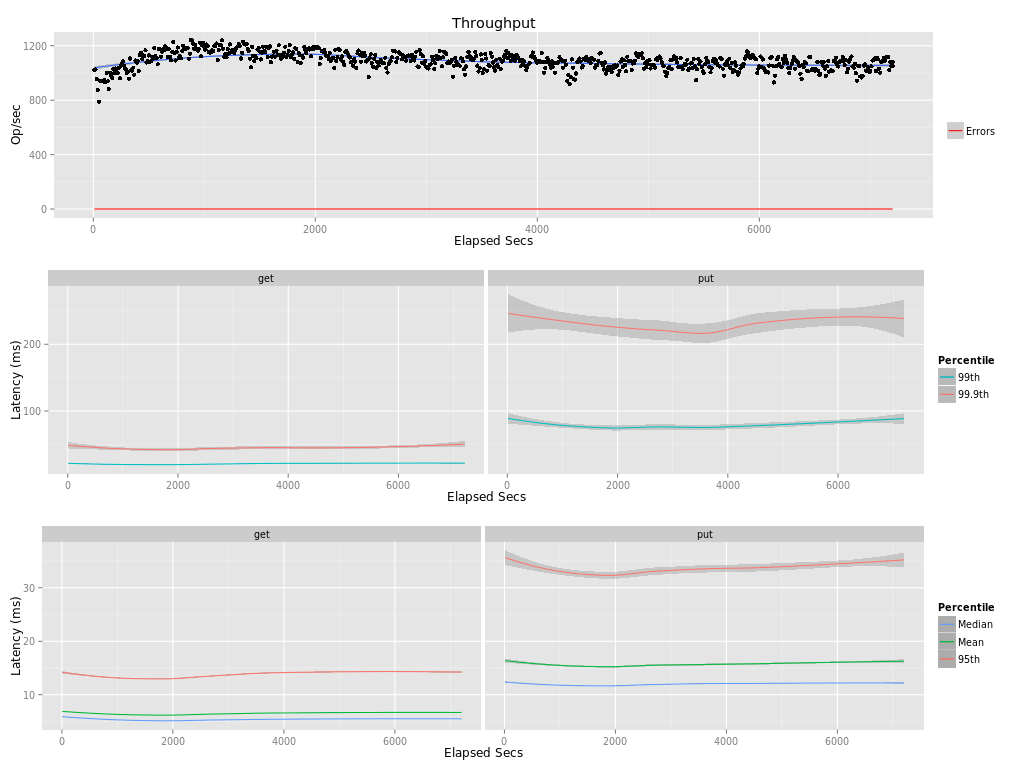 Throughput
1200
800
400
0
Op/sec
0 2000 4000 6000
Elapsed Secs
Errors
get put
200
100
Latency (ms)
0 2000 4000 6000 0 2000 4000 6000
Elapsed Secs
Percentile
99th
99.9th
get put
30
20
10
Latency (ms)
0 2000 4000 6000 0 2000 4000 6000
Elapsed Secs
Percentile
Median
Mean
95th